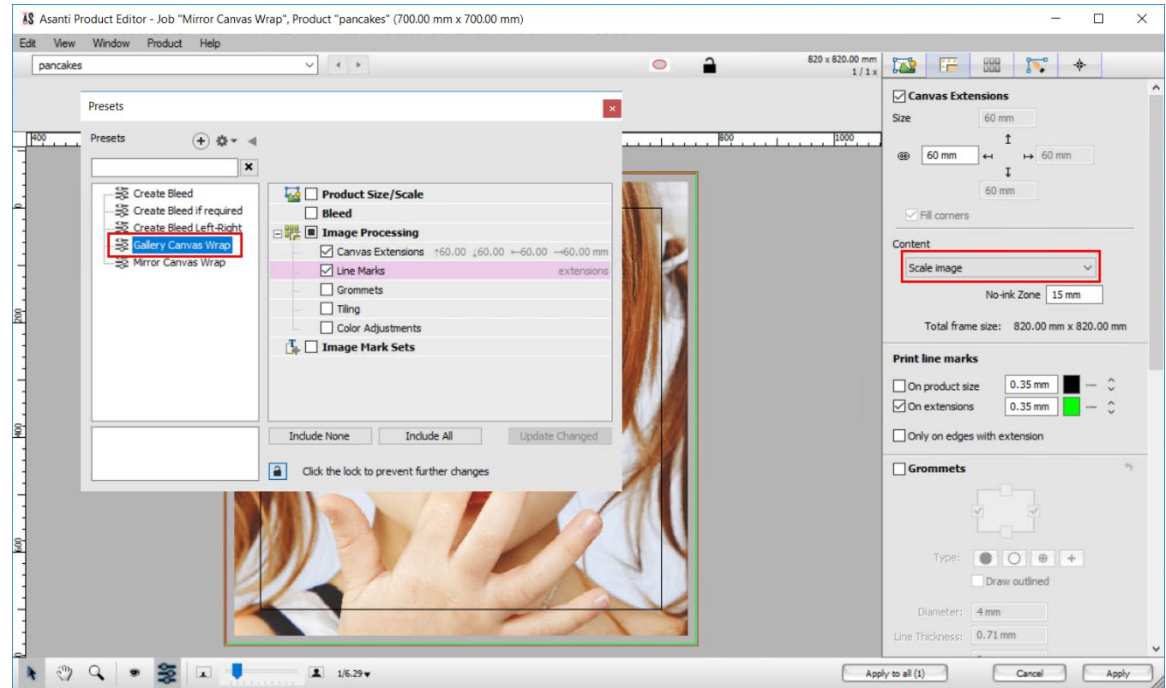 Asanti Product Editor - Job "Mirror Canvas Wrap", Product "pancakes" (700.00 mm x 700.00 mm)
Edit View Window Product Help
pancakes
820 x 820.00 mm
1 / 1 x
Presets
Presets
Create Bleed
Create Bleed if required
Create Bleed Left-Right
Gallery Canvas Wrap
Mirror Canvas Wrap
Product Size/Scale
Bleed
Image Processing
Canvas Extensions ↑60.00 ↓60.00 ←60.00 →60.00 mm
Line Marks extensions
Grommets
Tiling
Color Adjustments
Image Mark Sets
Include None Include All Update Changed
Click the lock to prevent further changes
400 800 1000
0
200
400
600
Canvas Extensions
Size 60 mm
60 mm 60 mm
60 mm
Fill corners
Content
Scale image
No-ink Zone 15 mm
Total frame size: 820.00 mm x 820.00 mm
Print line marks
On product size 0.35 mm
On extensions 0.35 mm
Only on edges with extension
Grommets
Type:
Draw outlined
Diameter: 4 mm
Line Thickness: 0.71 mm
1/6.29
Apply to all (1) Cancel Apply